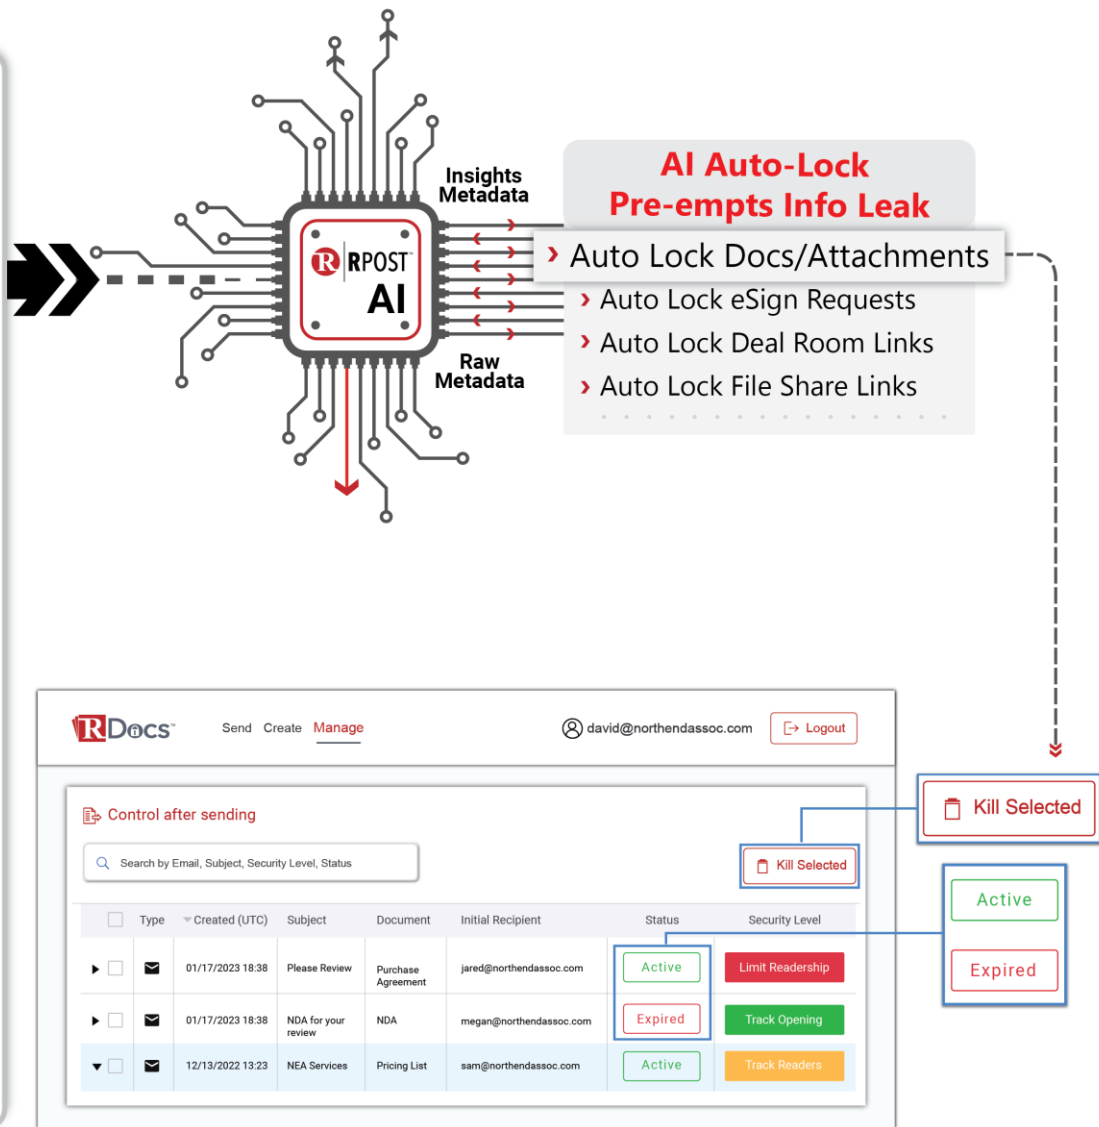 Insights
Metadata
AI Auto-Lock
Pre-empts Info Leak
R RPOST™
AI
Auto Lock Docs/Attachments
Auto Lock eSign Requests
Auto Lock Deal Room Links
Auto Lock File Share Links
Raw
Metadata
RDocs™
Send Create Manage
david@northendassoc.com
Logout
Control after sending
Kill Selected
Search by Email, Subject, Security Level, Status
Kill Selected
Type Created (UTC) Subject Document Initial Recipient Status Security Level
Active
Expired
01/17/2023 18:38 Please Review Purchase Agreement jared@northendassoc.com Active Limit Readership
01/17/2023 18:38 NDA for your review NDA megan@northendassoc.com Expired Track Opening
12/13/2022 13:23 NEA Services Pricing List sam@northendassoc.com Active Track Readers